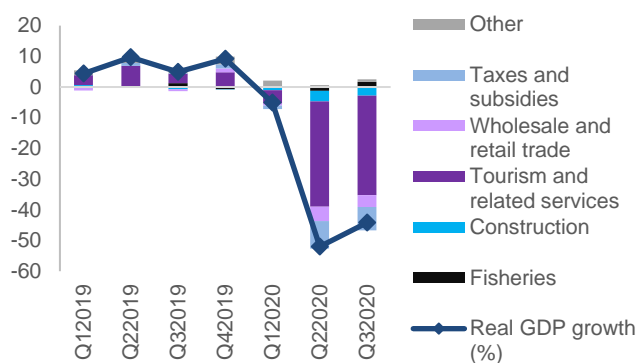 20
10
0
-10
-20
-30
-40
-50
-60
Q12019
Q22019
Q32019
Q42019
Q12020
Q22020
Q32020
Other
Taxes and
subsidies
Wholesale and
retail trade
Tourism and
related services
Construction
Fisheries
Real GDP growth
(%)